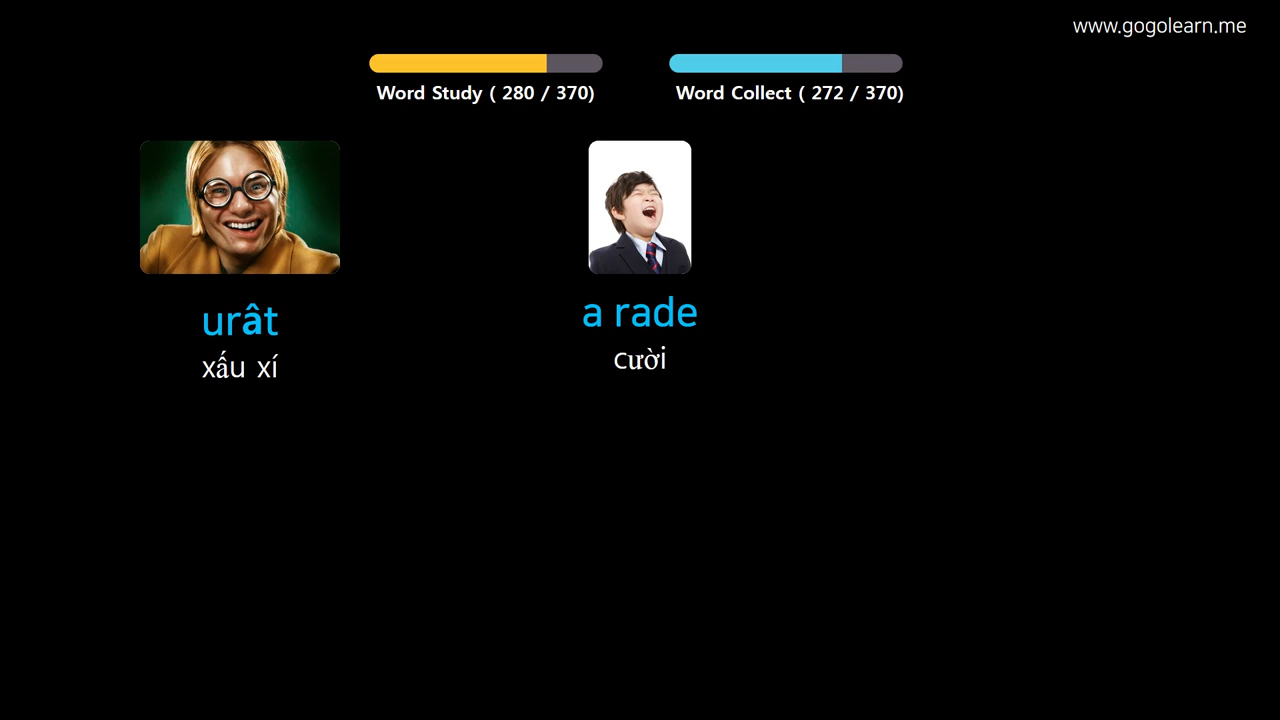 www.gogolearn.me
Word Study ( 280 / 370)
Word Collect ( 272 / 370)
urât
xấu xí
a rade
cười